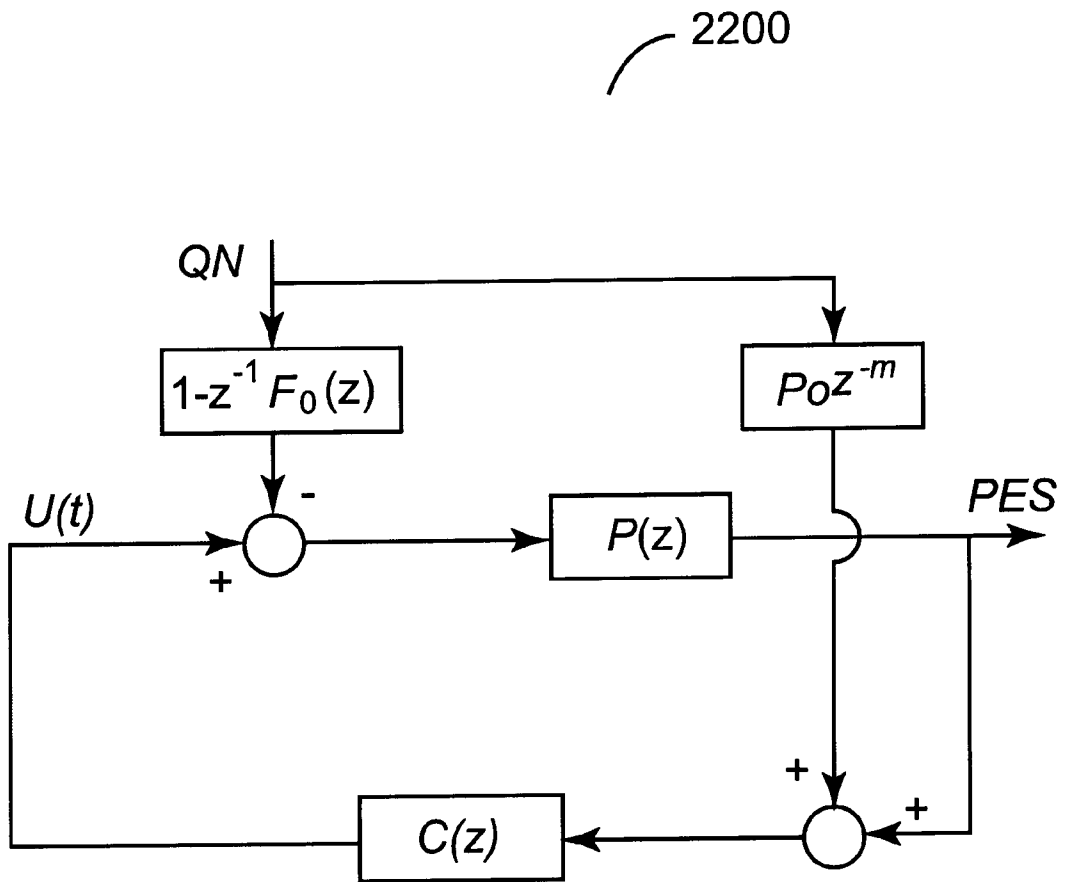 2200
QN
1-z⁻¹ F₀(z)
Poz⁻ᵐ
-
U(t)
+
P(z)
PES
+
+
C(z)